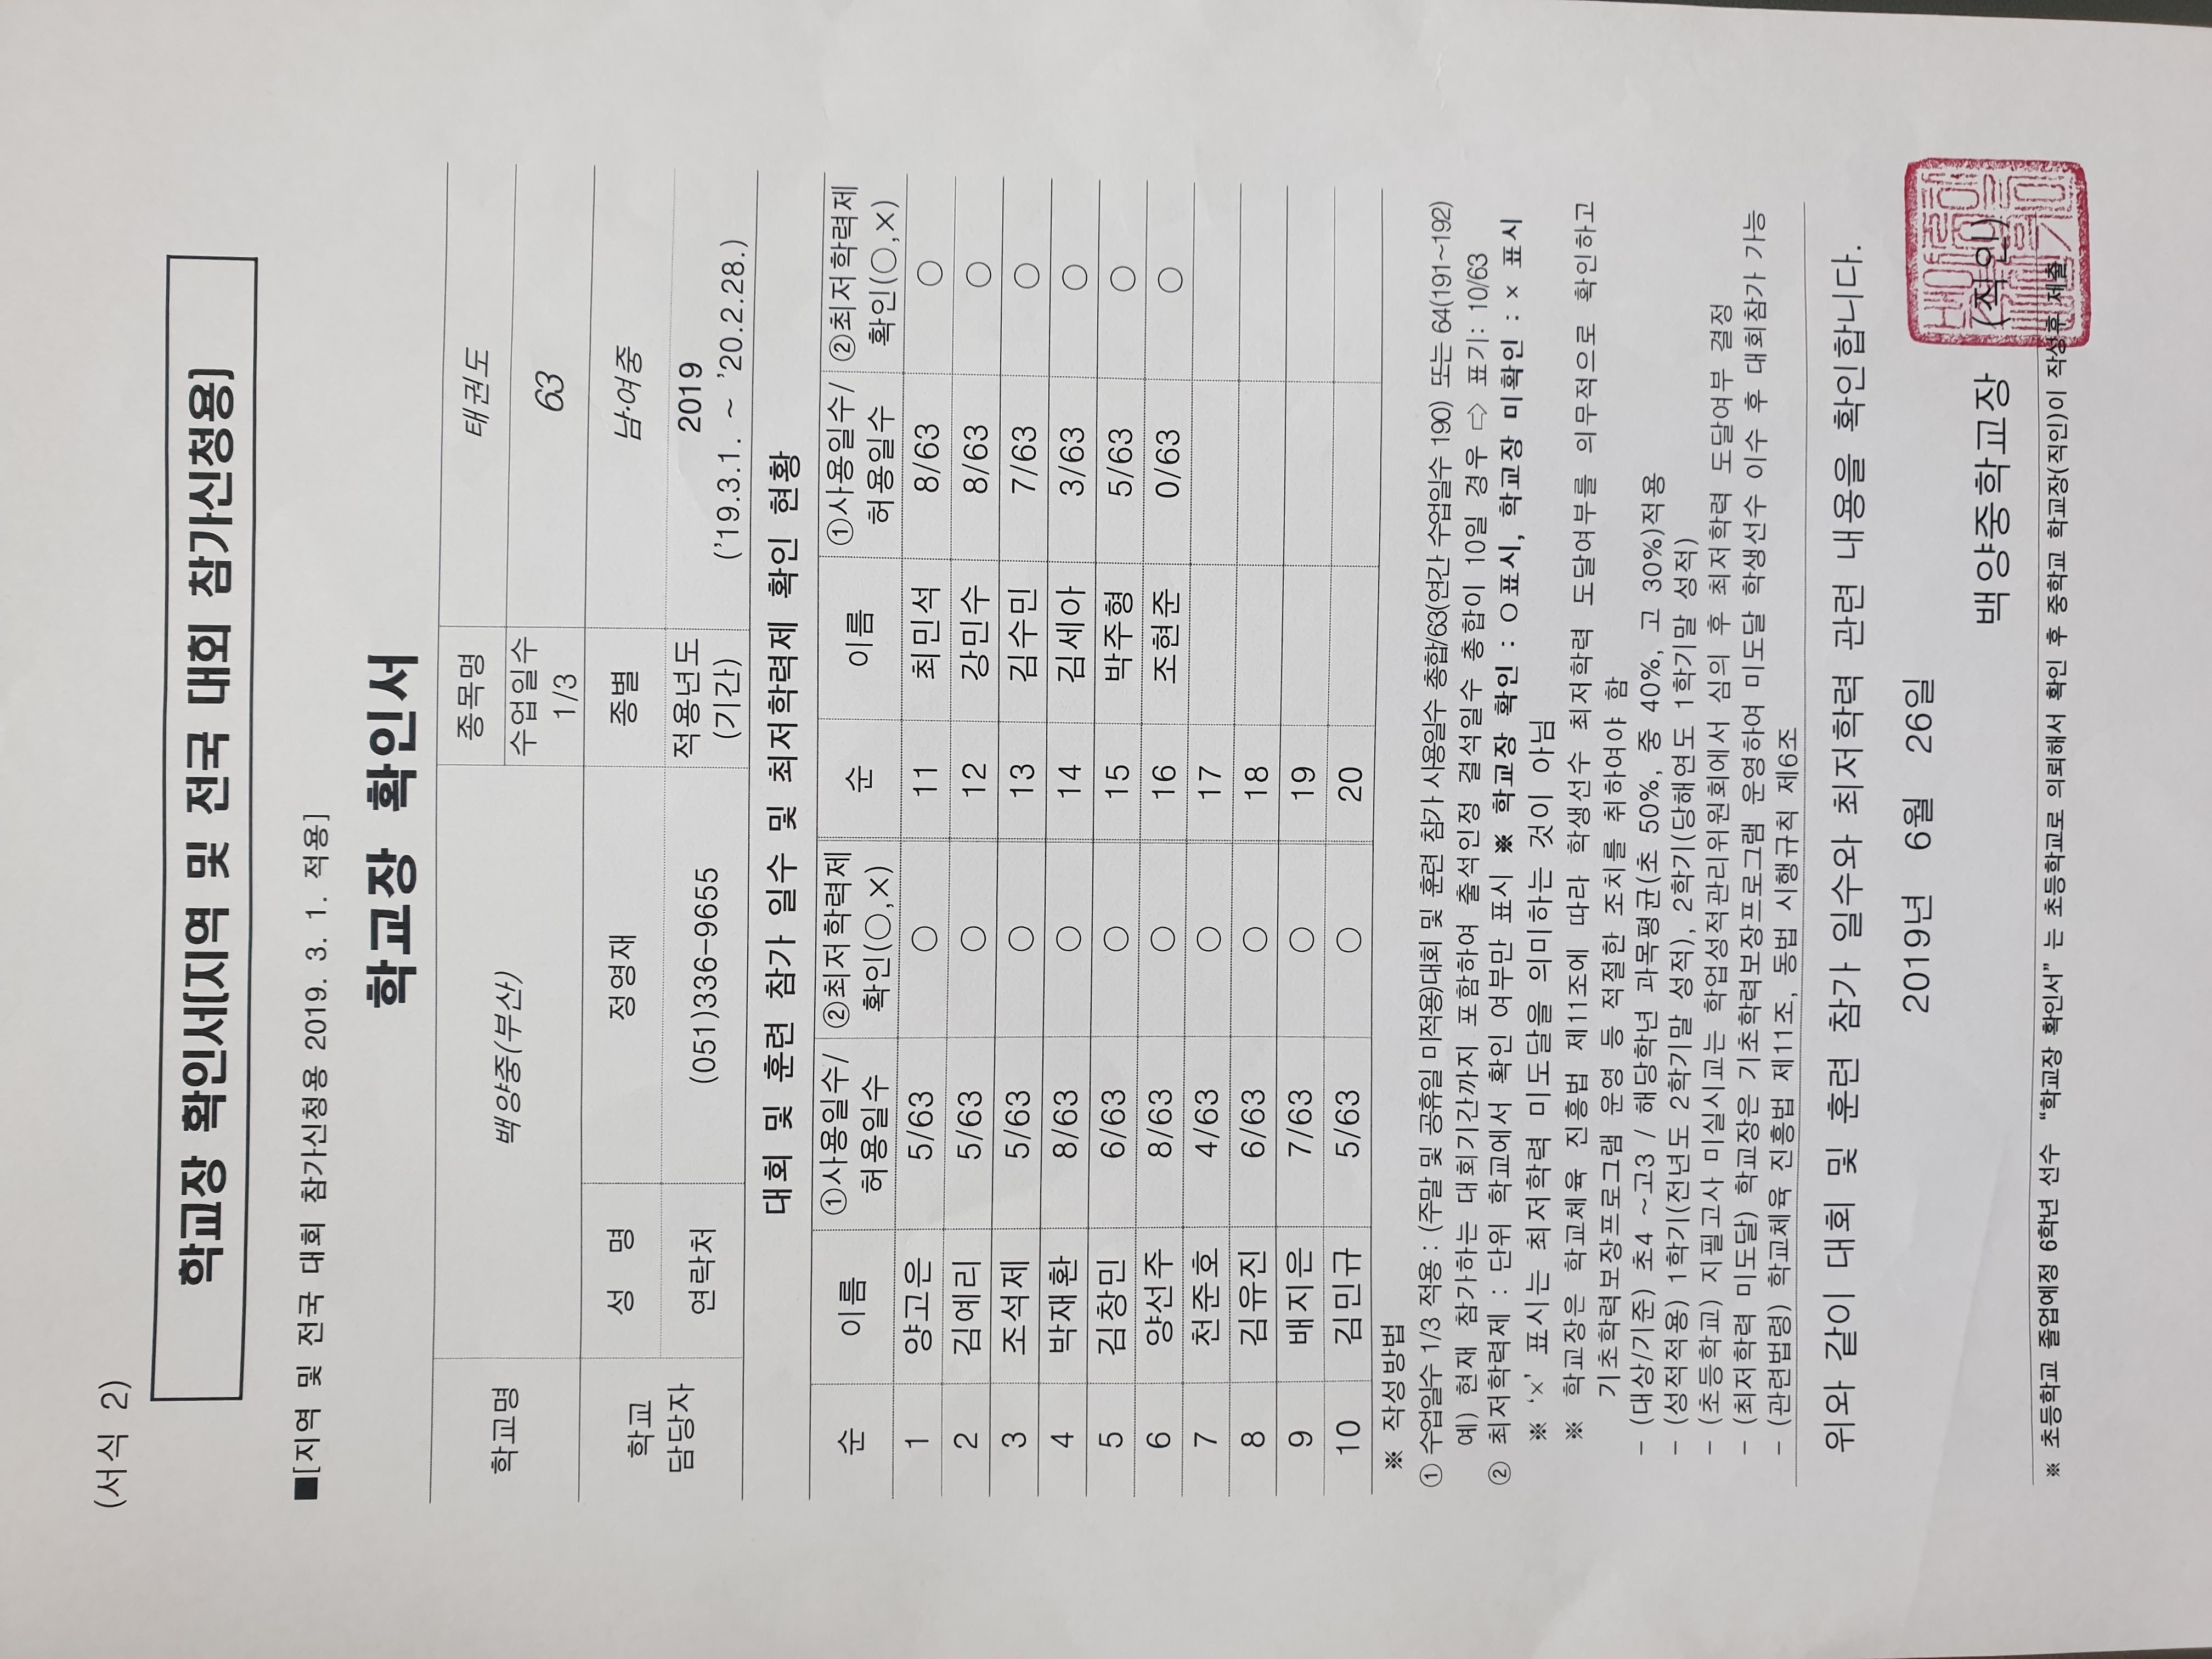 (서식 2)
학교장 확인서[지역 및 전국 대회 참가신청용]
■[지역 및 전국 대회 참가신청용 2019. 3. 1. 적용]
학교장 확인서
학교명 백양중(부산) 종목명 태권도
수업일수 1/3 63
학교 담당자 성 명 정영재 종별 남·여중
연락처 (051)336-9655 적용년도 (기간) 2019 ('19.3.1. ~ '20.2.28.)
대회 및 훈련 참가 일수 및 최저학력제 확인 현황
순 이름 ①사용일수/허용일수 ②최저학력제 확인(○,×) 순 이름 ①사용일수/허용일수 ②최저학력제 확인(○,×)
1 양고은 5/63 ○ 11 최민석 8/63 ○
2 김예리 5/63 ○ 12 강민수 8/63 ○
3 조석제 5/63 ○ 13 김수민 7/63 ○
4 박재환 8/63 ○ 14 김세아 3/63 ○
5 김창민 6/63 ○ 15 박주형 5/63 ○
6 양선주 8/63 ○ 16 조현준 0/63 ○
7 천준호 4/63 ○ 17
8 김유진 6/63 ○ 18
9 배지은 7/63 ○ 19
10 김민규 5/63 ○ 20
※ 작성방법
① 수업일수 1/3 적용 : (주말 및 공휴일 미적용)대회 및 훈련 참가 사용일수 총합/63(연간 수업일수 190) 또는 64(191~192)
예) 현재 참가하는 대회기간까지 포함하여 출석인정 결석일수 총합이 10일 경우 ⇨ 표기: 10/63
② 최저학력제 : 단위 학교에서 확인 여부만 표시 ※ 학교장 확인 : ○표시, 학교장 미확인 : × 표시
※ '×' 표시는 최저학력 미도달을 의미하는 것이 아님
※ 학교장은 학교체육 진흥법 제11조에 따라 학생선수 최저학력 도달여부를 의무적으로 확인하고
기초학력보장프로그램 운영 등 적절한 조치를 취하여야 함
- (대상/기준) 초4 ~고3 / 해당학년 과목평균(초 50%, 중 40%, 고 30%)적용
- (성적적용) 1학기(전년도 2학기말 성적), 2학기(당해연도 1학기말 성적)
- (초등학교) 지필고사 미실시교는 학업성적관리위원회에서 심의 후 최저학력 도달여부 결정
- (최저학력 미도달) 학교장은 기초학력보장프로그램 운영하여 미도달 학생선수 이수 후 대회참가 가능
- (관련법령) 학교체육 진흥법 제11조, 동법 시행규칙 제6조
위와 같이 대회 및 훈련 참가 일수와 최저학력 관련 내용을 확인합니다.
2019년 6월 26일
백양중학교장 (직인)
※ 초등학교 졸업예정 6학년 선수 "학교장 확인서" 는 초등학교로 의뢰해서 확인 후 중학교 학교장(직인)이 작성후 제출